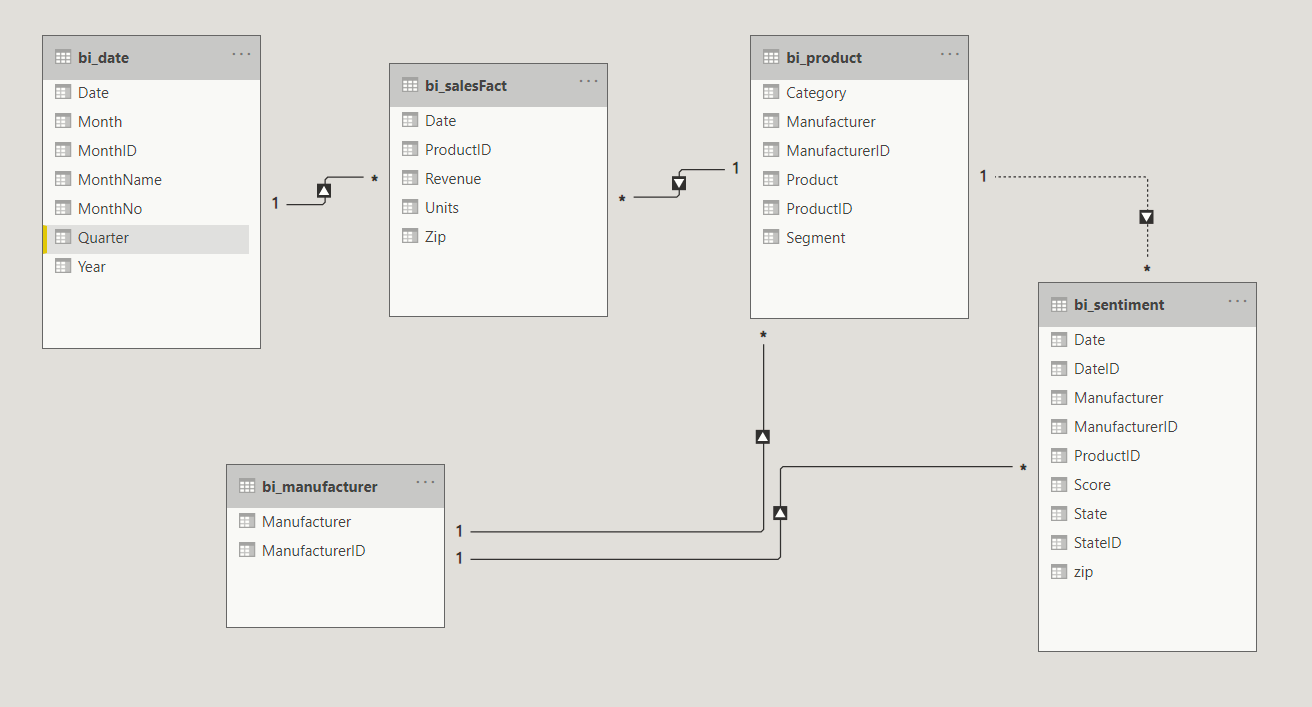 bi_date
Date
Month
MonthID
MonthName
MonthNo
Quarter
Year
1
*
bi_salesFact
Date
ProductID
Revenue
Units
Zip
*
1
bi_product
Category
Manufacturer
ManufacturerID
Product
ProductID
Segment
1
*
*
bi_manufacturer
Manufacturer
ManufacturerID
1
1
*
bi_sentiment
Date
DateID
Manufacturer
ManufacturerID
ProductID
Score
State
StateID
zip